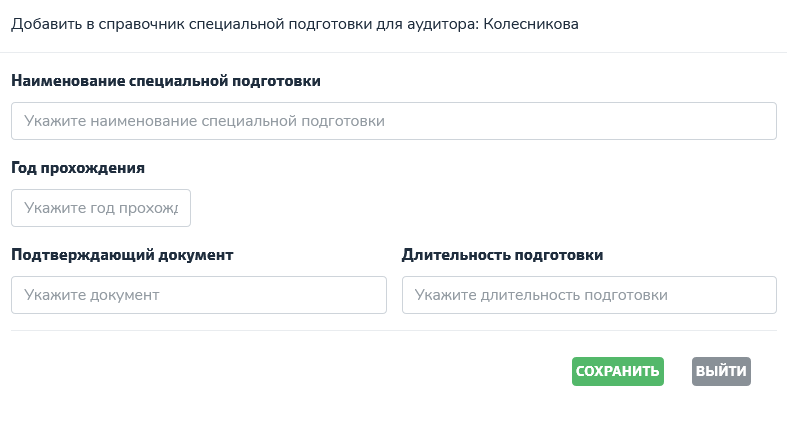 Добавить в справочник специальной подготовки для аудитора: Колесникова
Наименование специальной подготовки
Укажите наименование специальной подготовки
Год прохождения
Укажите год прохожд
Подтверждающий документ
Длительность подготовки
Укажите документ
Укажите длительность подготовки
СОХРАНИТЬ
ВЫЙТИ